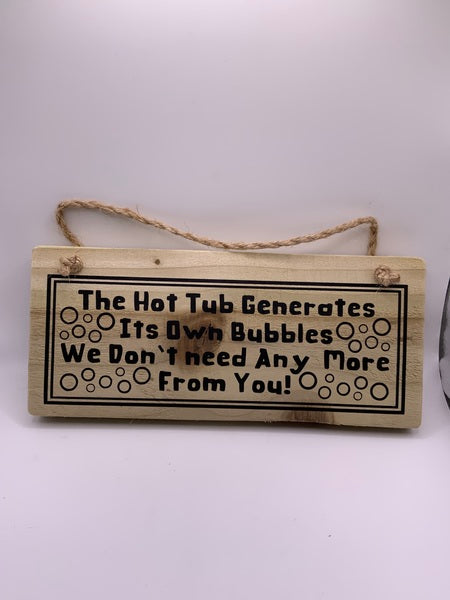 The Hot Tub Generates
Its Own Bubbles
We Don't need Any More
From You!